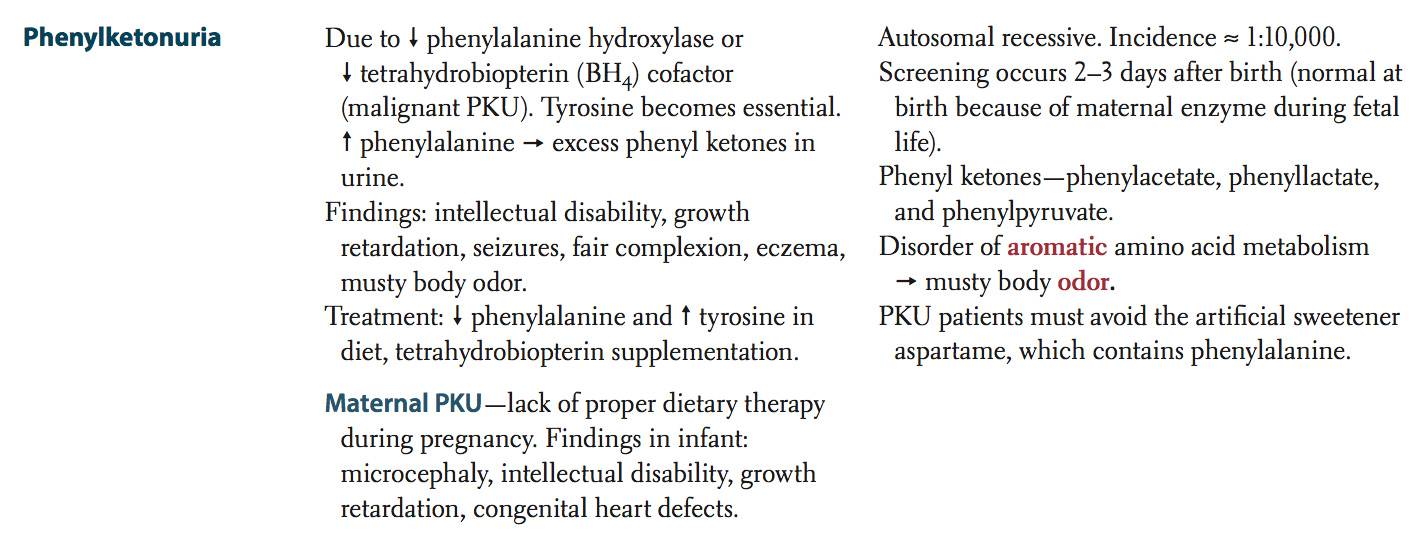 Phenylketonuria
Due to ↓ phenylalanine hydroxylase or
↓ tetrahydrobiopterin (BH₄) cofactor
(malignant PKU). Tyrosine becomes essential.
↑ phenylalanine → excess phenyl ketones in
urine.
Findings: intellectual disability, growth
retardation, seizures, fair complexion, eczema,
musty body odor.
Treatment: ↓ phenylalanine and ↑ tyrosine in
diet, tetrahydrobiopterin supplementation.
Maternal PKU—lack of proper dietary therapy
during pregnancy. Findings in infant:
microcephaly, intellectual disability, growth
retardation, congenital heart defects.
Autosomal recessive. Incidence ≈ 1:10,000.
Screening occurs 2–3 days after birth (normal at
birth because of maternal enzyme during fetal
life).
Phenyl ketones—phenylacetate, phenyllactate,
and phenylpyruvate.
Disorder of aromatic amino acid metabolism
→ musty body odor.
PKU patients must avoid the artificial sweetener
aspartame, which contains phenylalanine.